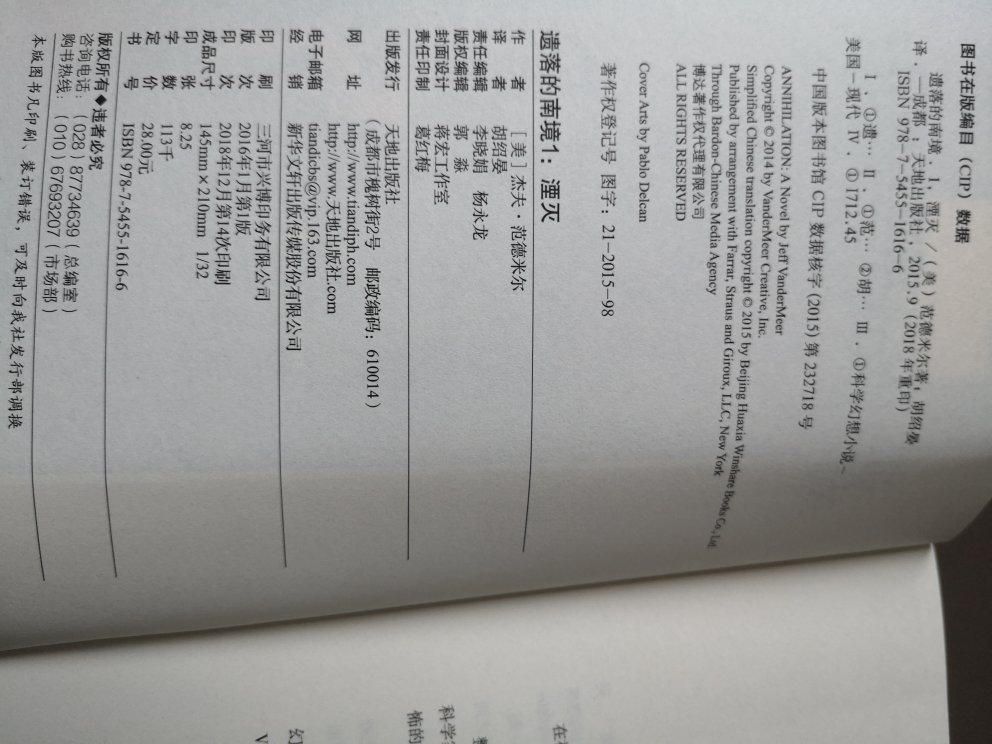 图书在版编目（CIP）数据
遗落的南境．1，湮灭／（美）范德米尔著；胡绍晏
译．—成都：天地出版社，2015.9（2018年重印）
ISBN 978-7-5455-1616-6
Ⅰ．①遗… Ⅱ．①范… ②胡… Ⅲ．①科学幻想小说－
美国－现代 Ⅳ．①I712.45
中国版本图书馆CIP数据核字(2015)第232718号
ANNIHILATION: A Novel by Jeff VanderMeer
Copyright © 2014 by VanderMeer Creative, Inc.
Simplified Chinese translation copyright © 2015 by Beijing Huaxia Winshare Books Co., Ltd.
Published by arrangement with Farrar, Straus and Giroux, LLC, New York
Through Bardon-Chinese Media Agency
博达著作权代理有限公司
ALL RIGHTS RESERVED
Cover Arts by Pablo Delcan
著作权登记号 图字：21-2015-98
遗落的南境1：湮灭
作 者 ［美］杰夫·范德米尔
译 者 胡绍晏
责任编辑 李晓娟 杨永龙
版权编辑 郭淼
封面设计 蒋宏工作室
责任印制 葛红梅
出版发行 天地出版社
（成都市槐树街2号 邮政编码：610014）
网 址 http://www.tiandiph.com
http://www.天地出版社.com
电子邮箱 tiandicbs@vip.163.com
经 销 新华文轩出版传媒股份有限公司
印 刷 三河市兴博印务有限公司
版 次 2016年1月第1版
印 次 2018年12月第14次印刷
成品尺寸 145mm×210mm 1/32
印 张 8.25
字 数 113千
定 价 28.00元
书 号 ISBN 978-7-5455-1616-6
版权所有◆违者必究
咨询电话：（028）87734639（总编室）
购书热线：（010）67693207（市场部）
本版图书凡印刷、装订错误，可及时向我社发行部调换
在
科学
怖的
幻
V